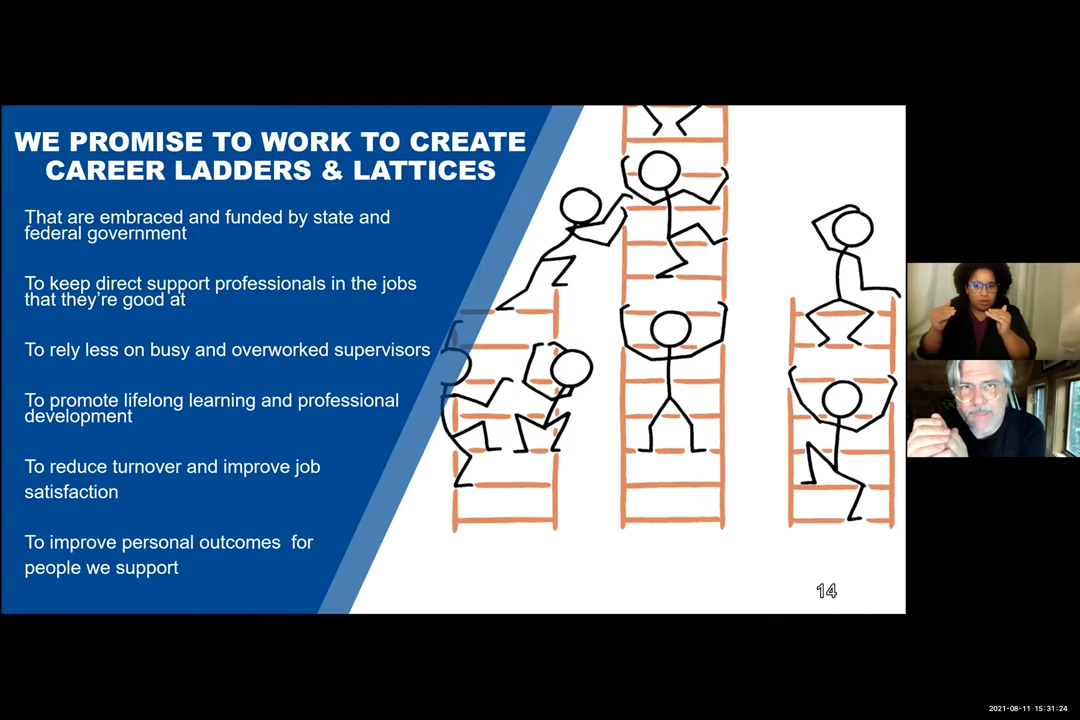 WE PROMISE TO WORK TO CREATE
CAREER LADDERS & LATTICES
That are embraced and funded by state and
federal government
To keep direct support professionals in the jobs
that they're good at
To rely less on busy and overworked supervisors
To promote lifelong learning and professional
development
To reduce turnover and improve job
satisfaction
To improve personal outcomes  for
people we support
14
2021-08-11 15:31:24